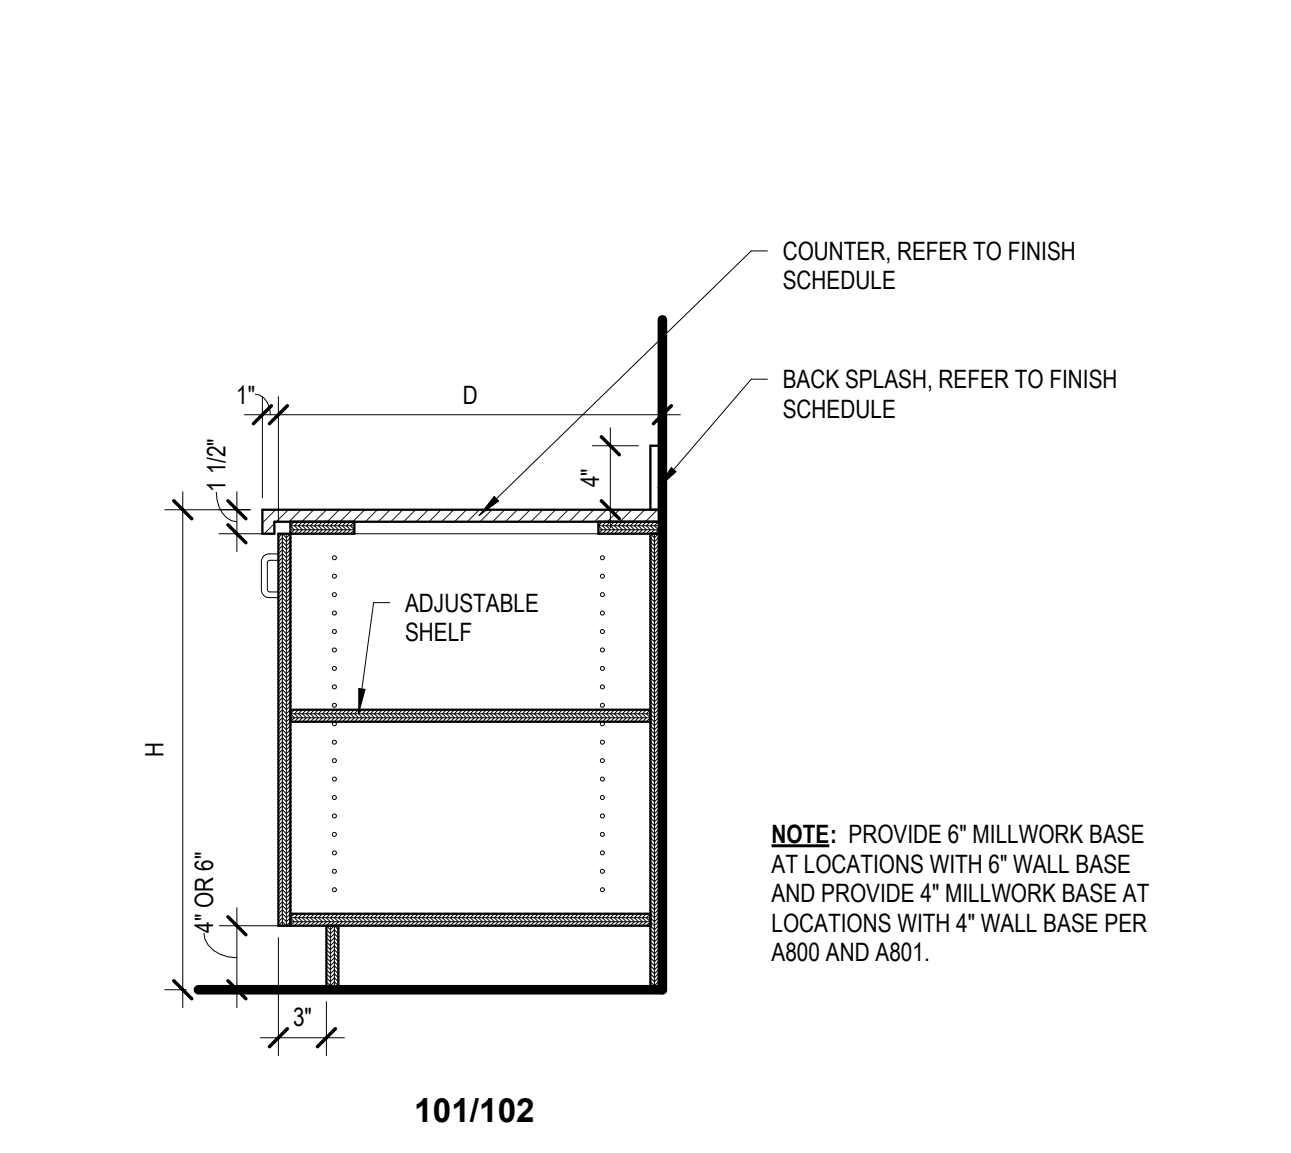 COUNTER, REFER TO FINISH
SCHEDULE
BACK SPLASH, REFER TO FINISH
SCHEDULE
1"
D
1 1/2"
4"
ADJUSTABLE
SHELF
H
4" OR 6"
NOTE: PROVIDE 6" MILLWORK BASE
AT LOCATIONS WITH 6" WALL BASE
AND PROVIDE 4" MILLWORK BASE AT
LOCATIONS WITH 4" WALL BASE PER
A800 AND A801.
3"
101/102